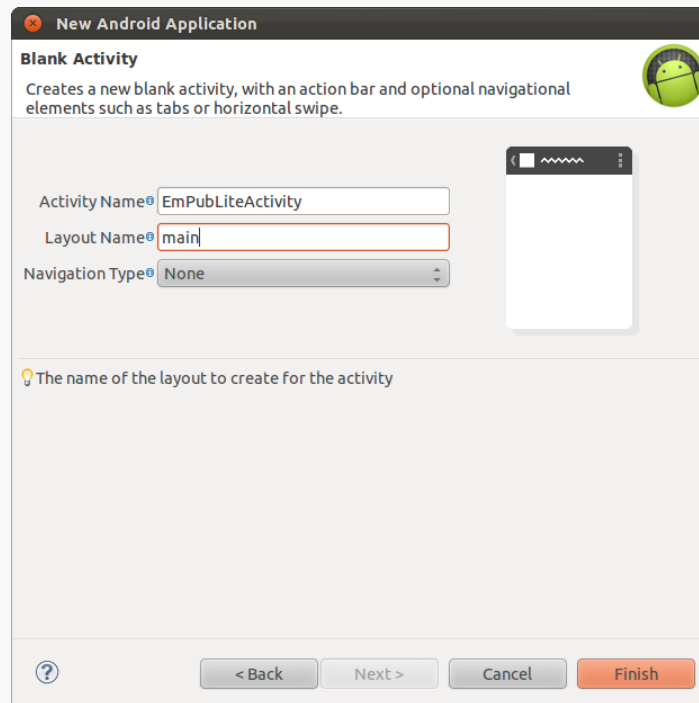 New Android Application
Blank Activity
Creates a new blank activity, with an action bar and optional navigational
elements such as tabs or horizontal swipe.
Activity Name EmPubLiteActivity
Layout Name main
Navigation Type None
The name of the layout to create for the activity
? < Back Next > Cancel Finish